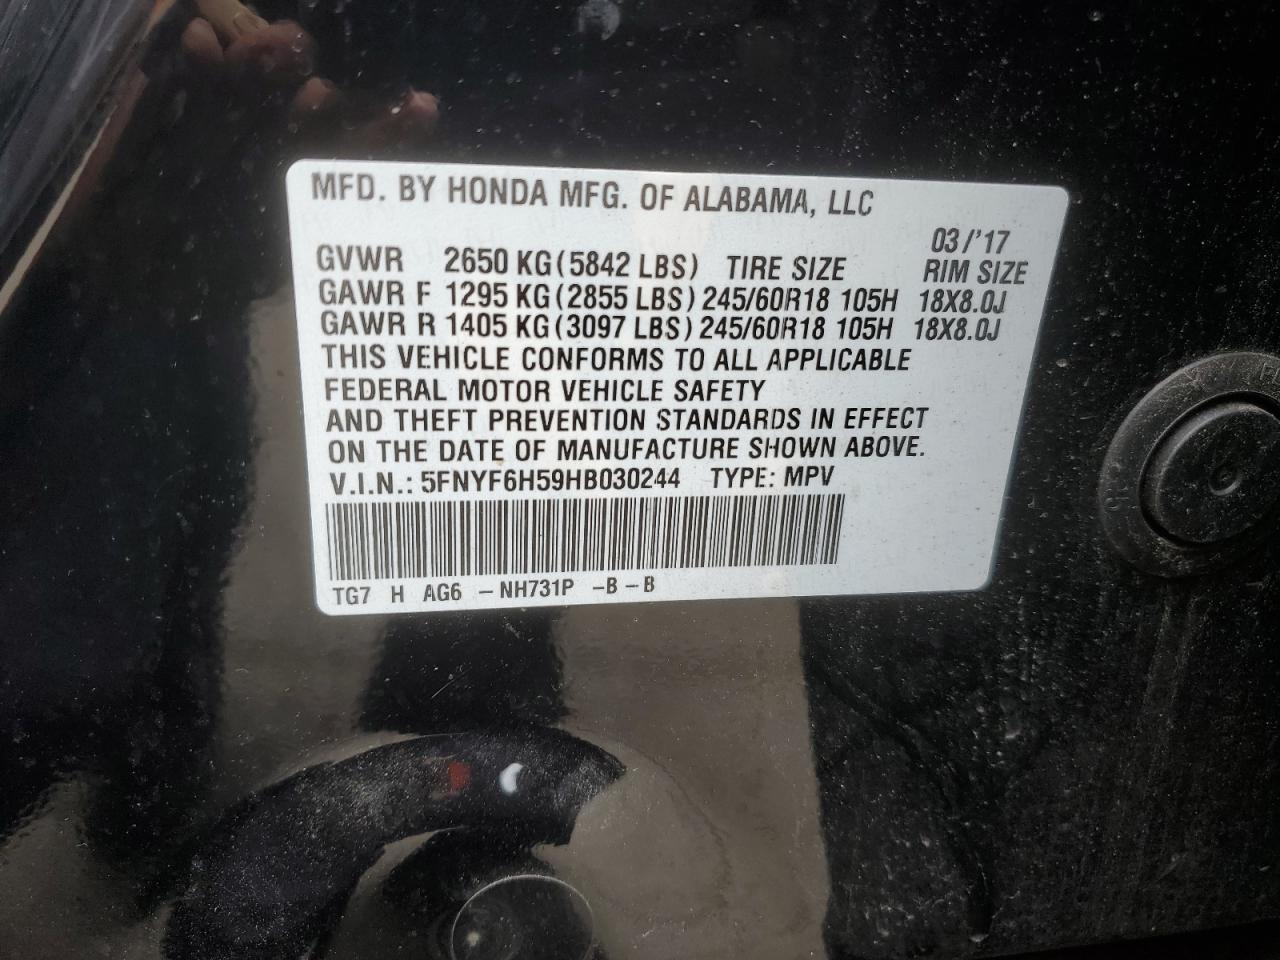 MFD. BY HONDA MFG. OF ALABAMA, LLC
03/'17
GVWR 2650 KG(5842 LBS) TIRE SIZE RIM SIZE
GAWR F 1295 KG(2855 LBS)245/60R18 105H 18X8.0J
GAWR R 1405 KG(3097 LBS)245/60R18 105H 18X8.0J
THIS VEHICLE CONFORMS TO ALL APPLICABLE
FEDERAL MOTOR VEHICLE SAFETY
AND THEFT PREVENTION STANDARDS IN EFFECT
ON THE DATE OF MANUFACTURE SHOWN ABOVE.
V.I.N.: 5FNYF6H59HB030244 TYPE: MPV
TG7 H AG6 -NH731P -B-B